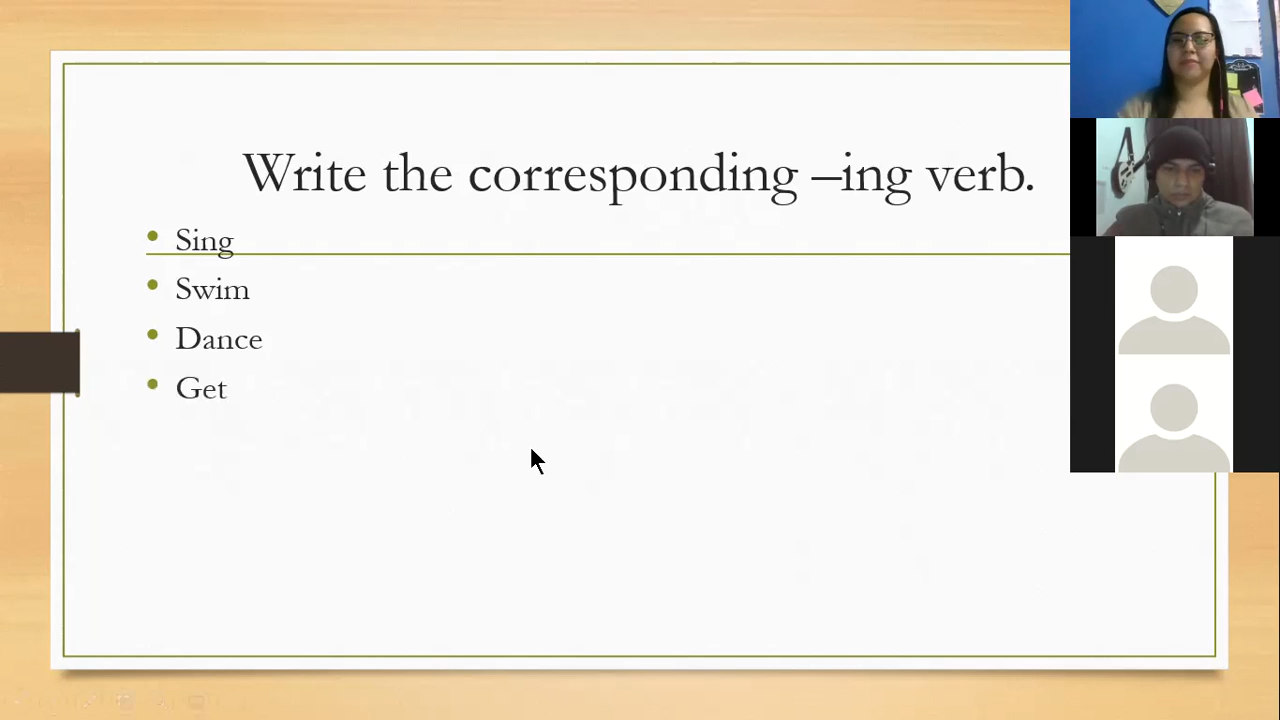 Write the corresponding –ing verb.
Sing
Swim
Dance
Get